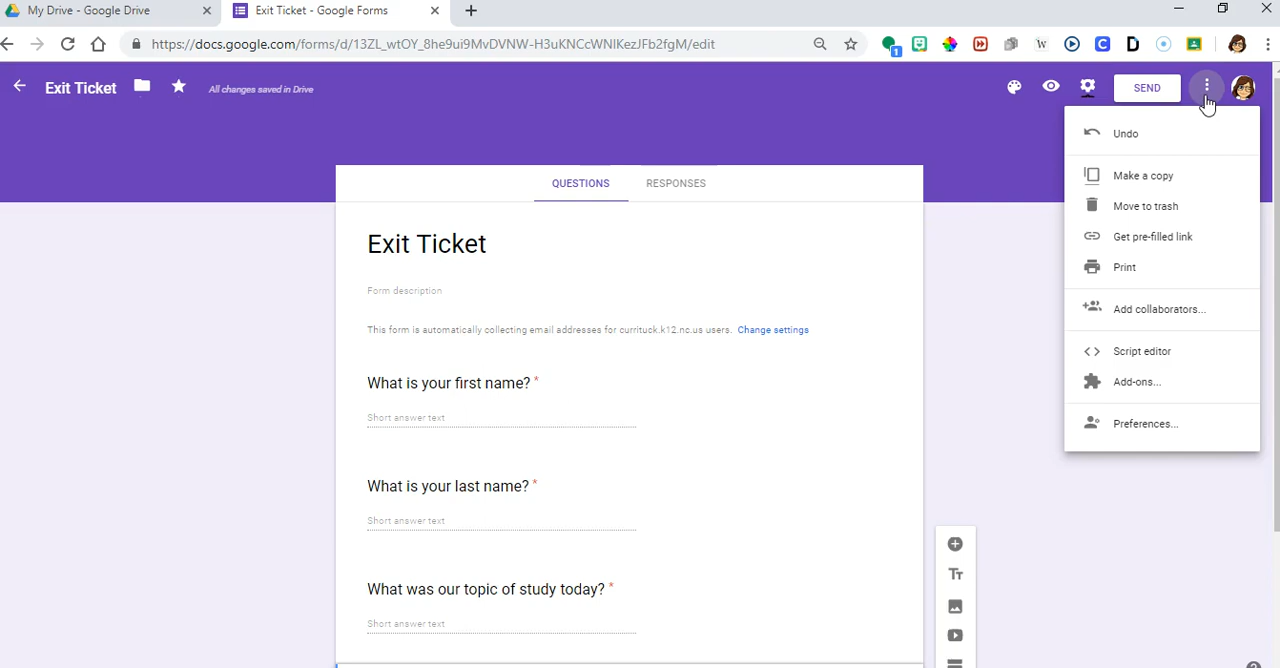 My Drive - Google Drive
Exit Ticket - Google Forms
https://docs.google.com/forms/d/13ZL_wtOY_8he9ui9MvDVNW-H3uKNCcWNIKezJFb2fgM/edit
1
W
C
D
Exit Ticket
All changes saved in Drive
SEND
Undo
Make a copy
Move to trash
Get pre-filled link
Print
Add collaborators...
Script editor
Add-ons...
Preferences...
QUESTIONS
RESPONSES
Exit Ticket
Form description
This form is automatically collecting email addresses for currituck.k12.nc.us users. Change settings
What is your first name? *
Short answer text
What is your last name? *
Short answer text
What was our topic of study today? *
Short answer text
Tт